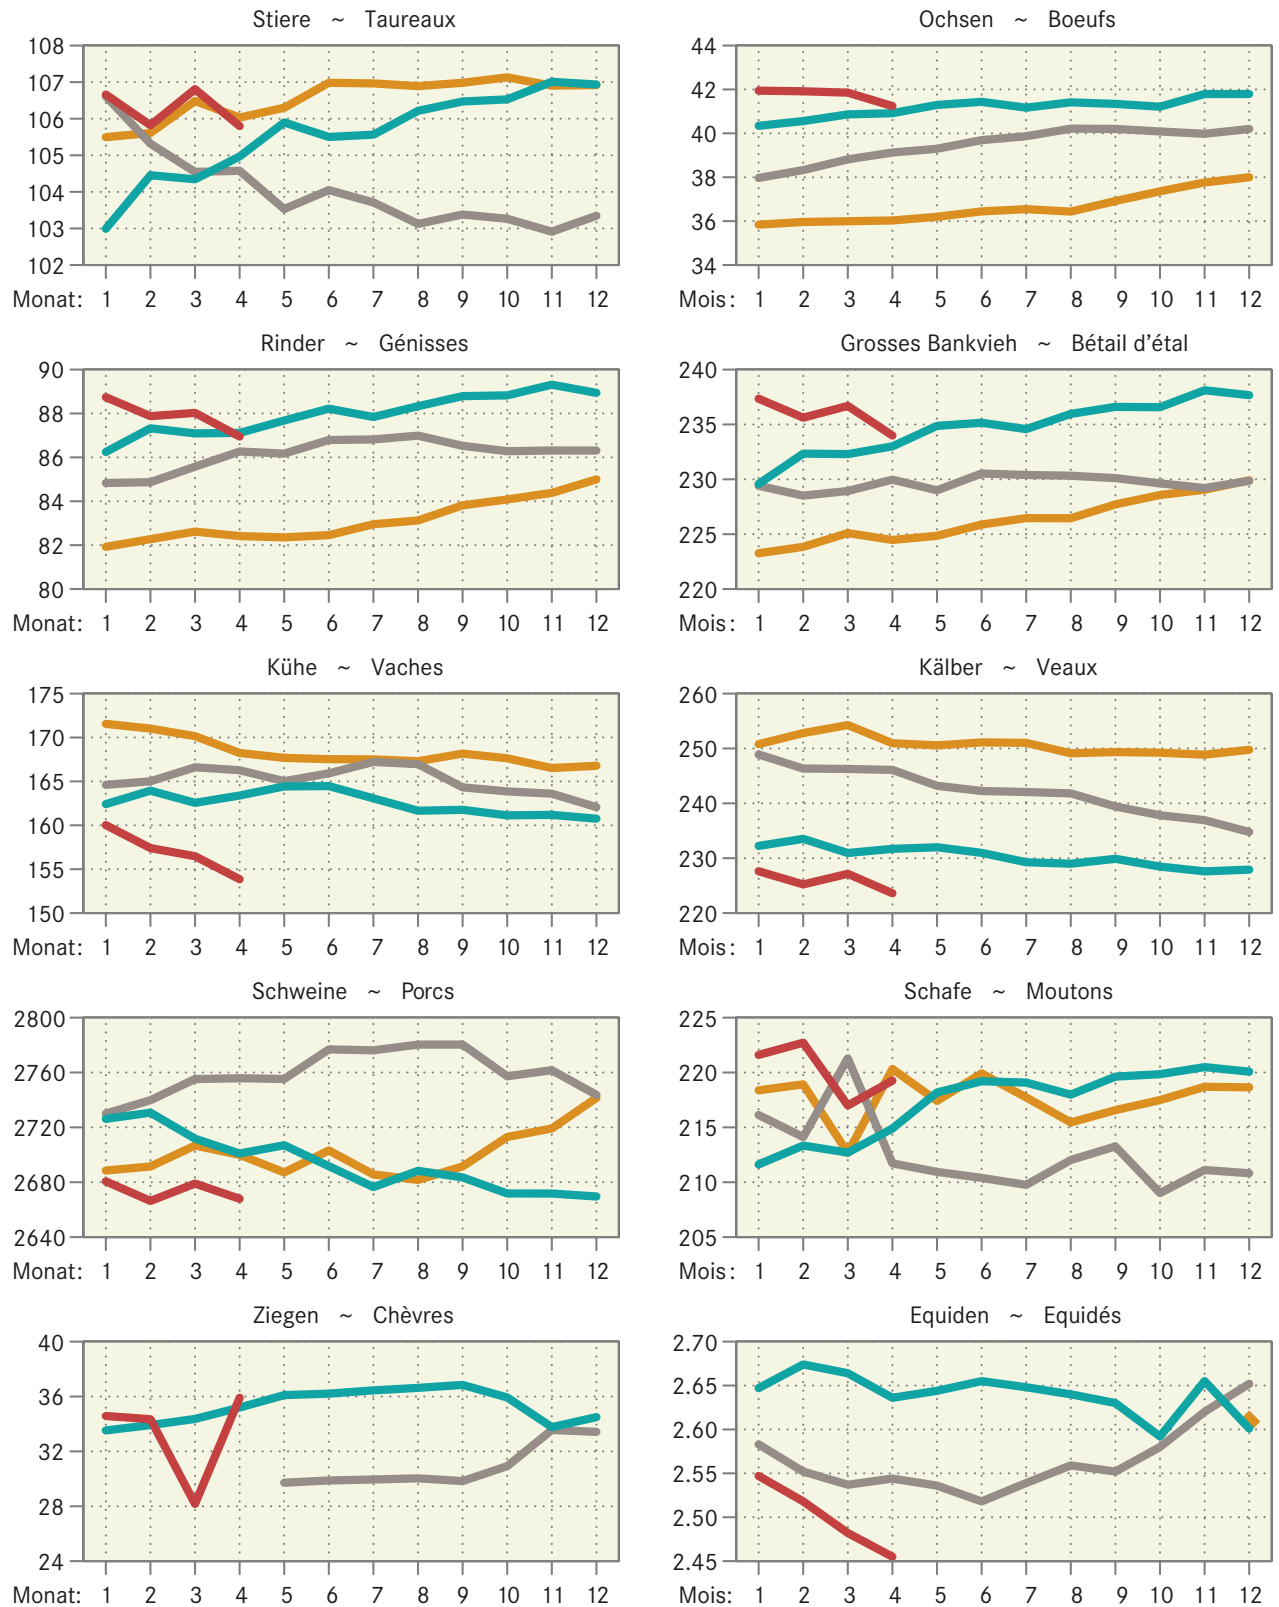 Stiere ~ Taureaux
108
107
106
105
104
103
102
Monat: 1 2 3 4 5 6 7 8 9 10 11 12
Ochsen ~ Boeufs
44
42
40
38
36
34
Mois: 1 2 3 4 5 6 7 8 9 10 11 12
Rinder ~ Génisses
90
88
86
84
82
80
Monat: 1 2 3 4 5 6 7 8 9 10 11 12
Grosses Bankvieh ~ Bétail d’étal
240
235
230
225
220
Mois: 1 2 3 4 5 6 7 8 9 10 11 12
Kühe ~ Vaches
175
170
165
160
155
150
Monat: 1 2 3 4 5 6 7 8 9 10 11 12
Kälber ~ Veaux
260
250
240
230
220
Mois: 1 2 3 4 5 6 7 8 9 10 11 12
Schweine ~ Porcs
2800
2760
2720
2680
2640
Monat: 1 2 3 4 5 6 7 8 9 10 11 12
Schafe ~ Moutons
225
220
215
210
205
Mois: 1 2 3 4 5 6 7 8 9 10 11 12
Ziegen ~ Chèvres
40
36
32
28
24
Monat: 1 2 3 4 5 6 7 8 9 10 11 12
Equiden ~ Equidés
2.70
2.65
2.60
2.55
2.50
2.45
Mois: 1 2 3 4 5 6 7 8 9 10 11 12